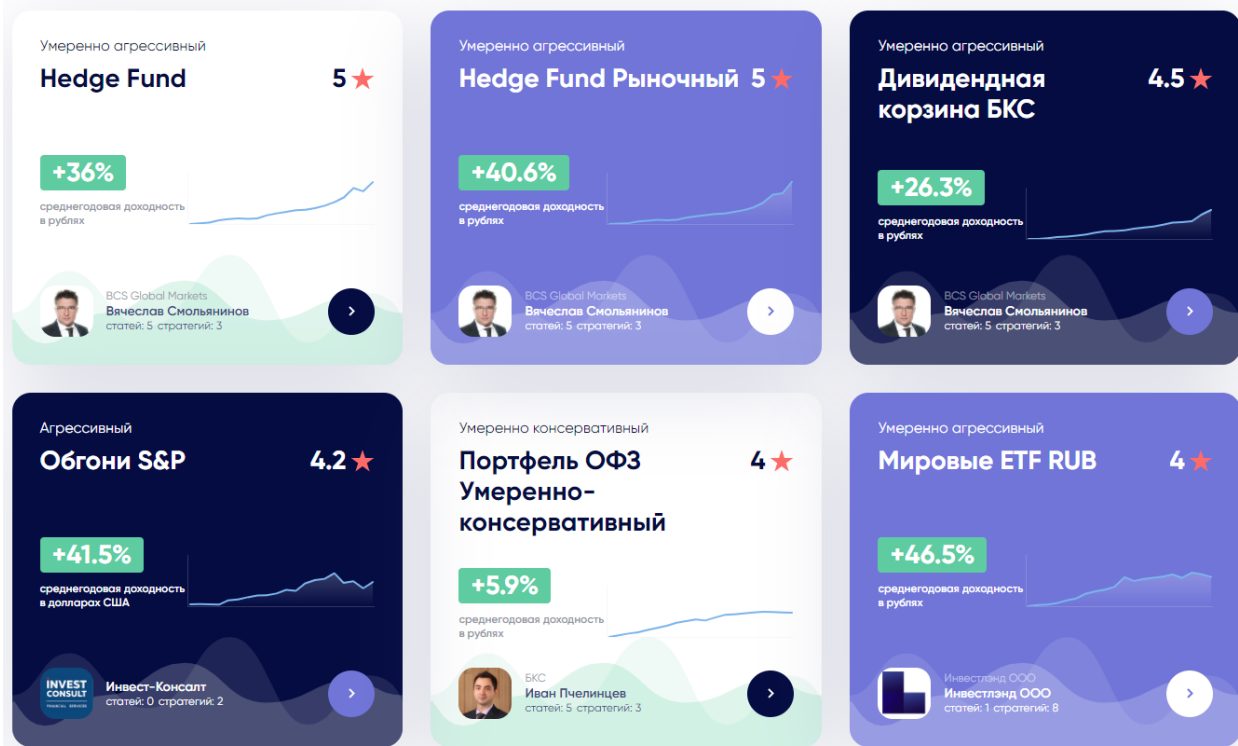 Умеренно агрессивный
Hedge Fund 5
+36%
среднегодовая доходность
в рублях
BCS Global Markets
Вячеслав Смольянинов
статей: 5 стратегий: 3
Умеренно агрессивный
Hedge Fund Рыночный 5
+40.6%
среднегодовая доходность
в рублях
BCS Global Markets
Вячеслав Смольянинов
статей: 5 стратегий: 3
Умеренно агрессивный
Дивидендная 4.5
корзина БКС
+26.3%
среднегодовая доходность
в рублях
BCS Global Markets
Вячеслав Смольянинов
статей: 5 стратегий: 3
Агрессивный
Обгони S&P 4.2
+41.5%
среднегодовая доходность
в долларах США
INVEST
CONSULT
FINANCIAL SERVICES
Инвест-Консалт
статей: 0 стратегий: 2
Умеренно консервативный
Портфель ОФЗ 4
Умеренно-
консервативный
+5.9%
среднегодовая доходность
в рублях
БКС
Иван Пчелинцев
статей: 5 стратегий: 3
Умеренно агрессивный
Мировые ETF RUB 4
+46.5%
среднегодовая доходность
в рублях
Инвестлэнд ООО
Инвестлэнд ООО
статей: 1 стратегий: 8